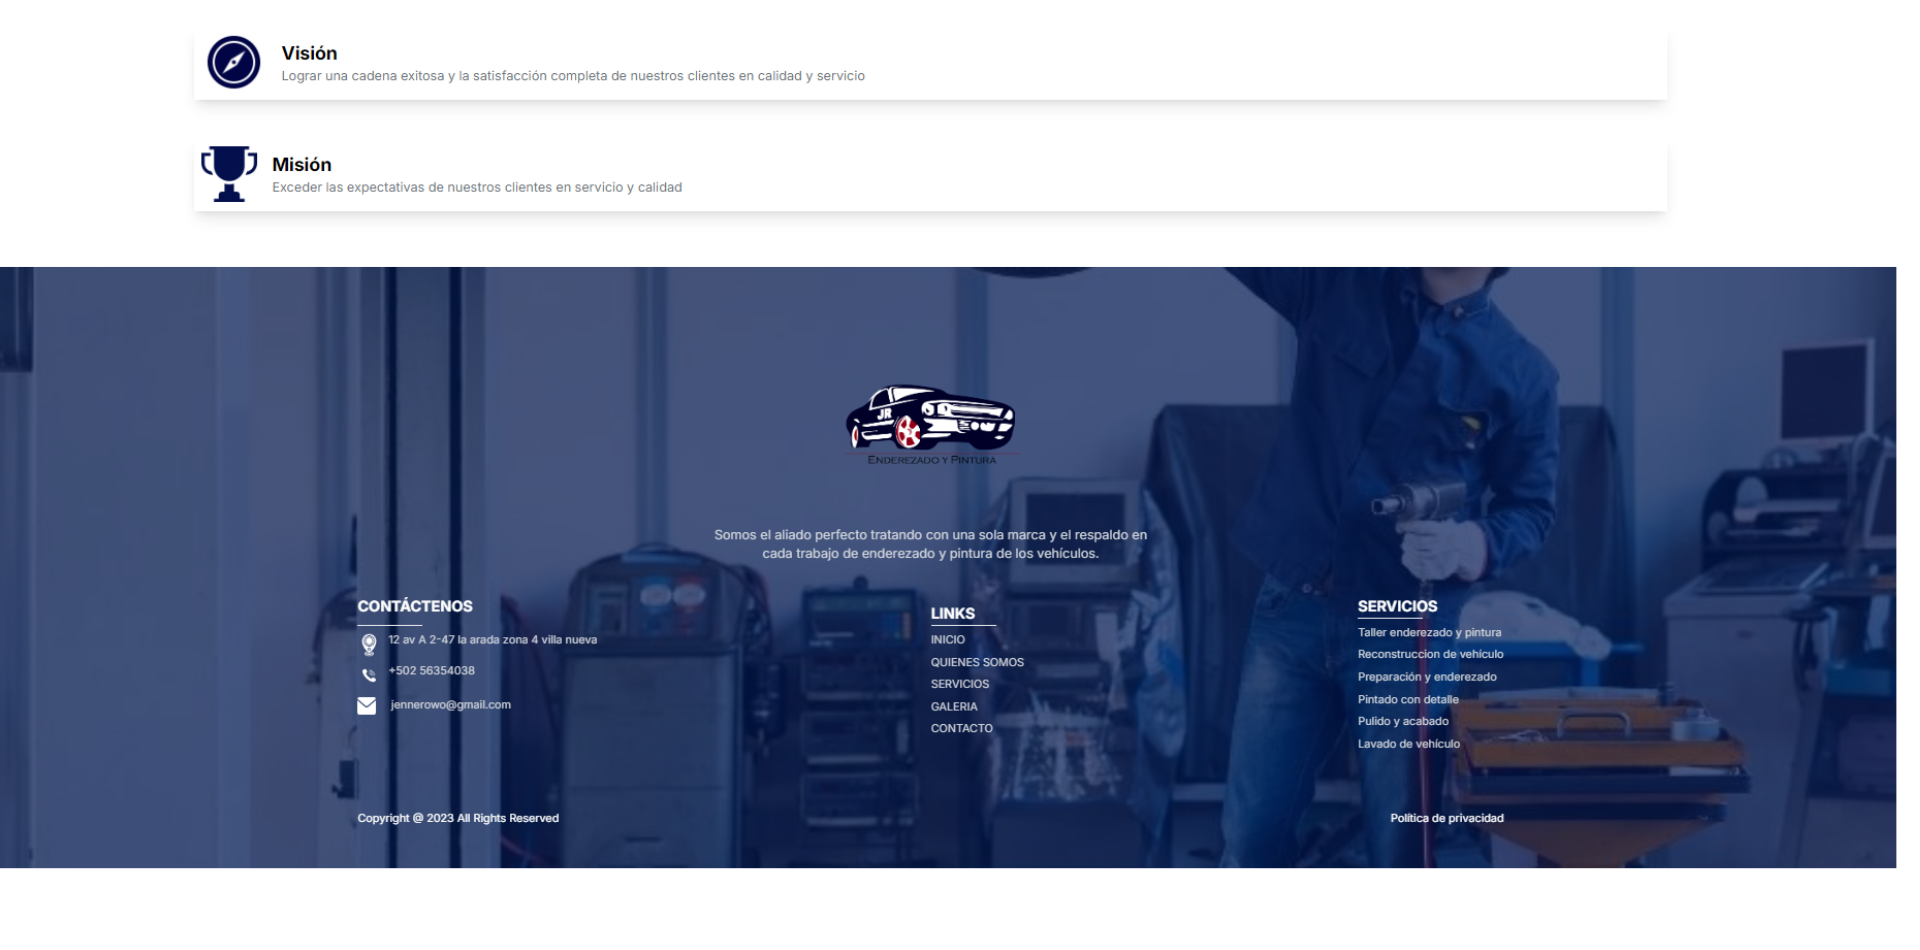 Visión
Lograr una cadena exitosa y la satisfacción completa de nuestros clientes en calidad y servicio
Misión
Exceder las expectativas de nuestros clientes en servicio y calidad
JR
ENDEREZADO Y PINTURA
Somos el aliado perfecto tratando con una sola marca y el respaldo en
cada trabajo de enderezado y pintura de los vehículos.
CONTÁCTENOS
12 av A 2-47 la arada zona 4 villa nueva
+502 56354038
jennerowo@gmail.com
LINKS
INICIO
QUIENES SOMOS
SERVICIOS
GALERIA
CONTACTO
SERVICIOS
Taller enderezado y pintura
Reconstruccion de vehículo
Preparación y enderezado
Pintado con detalle
Pulido y acabado
Lavado de vehículo
Copyright @ 2023 All Rights Reserved
Política de privacidad